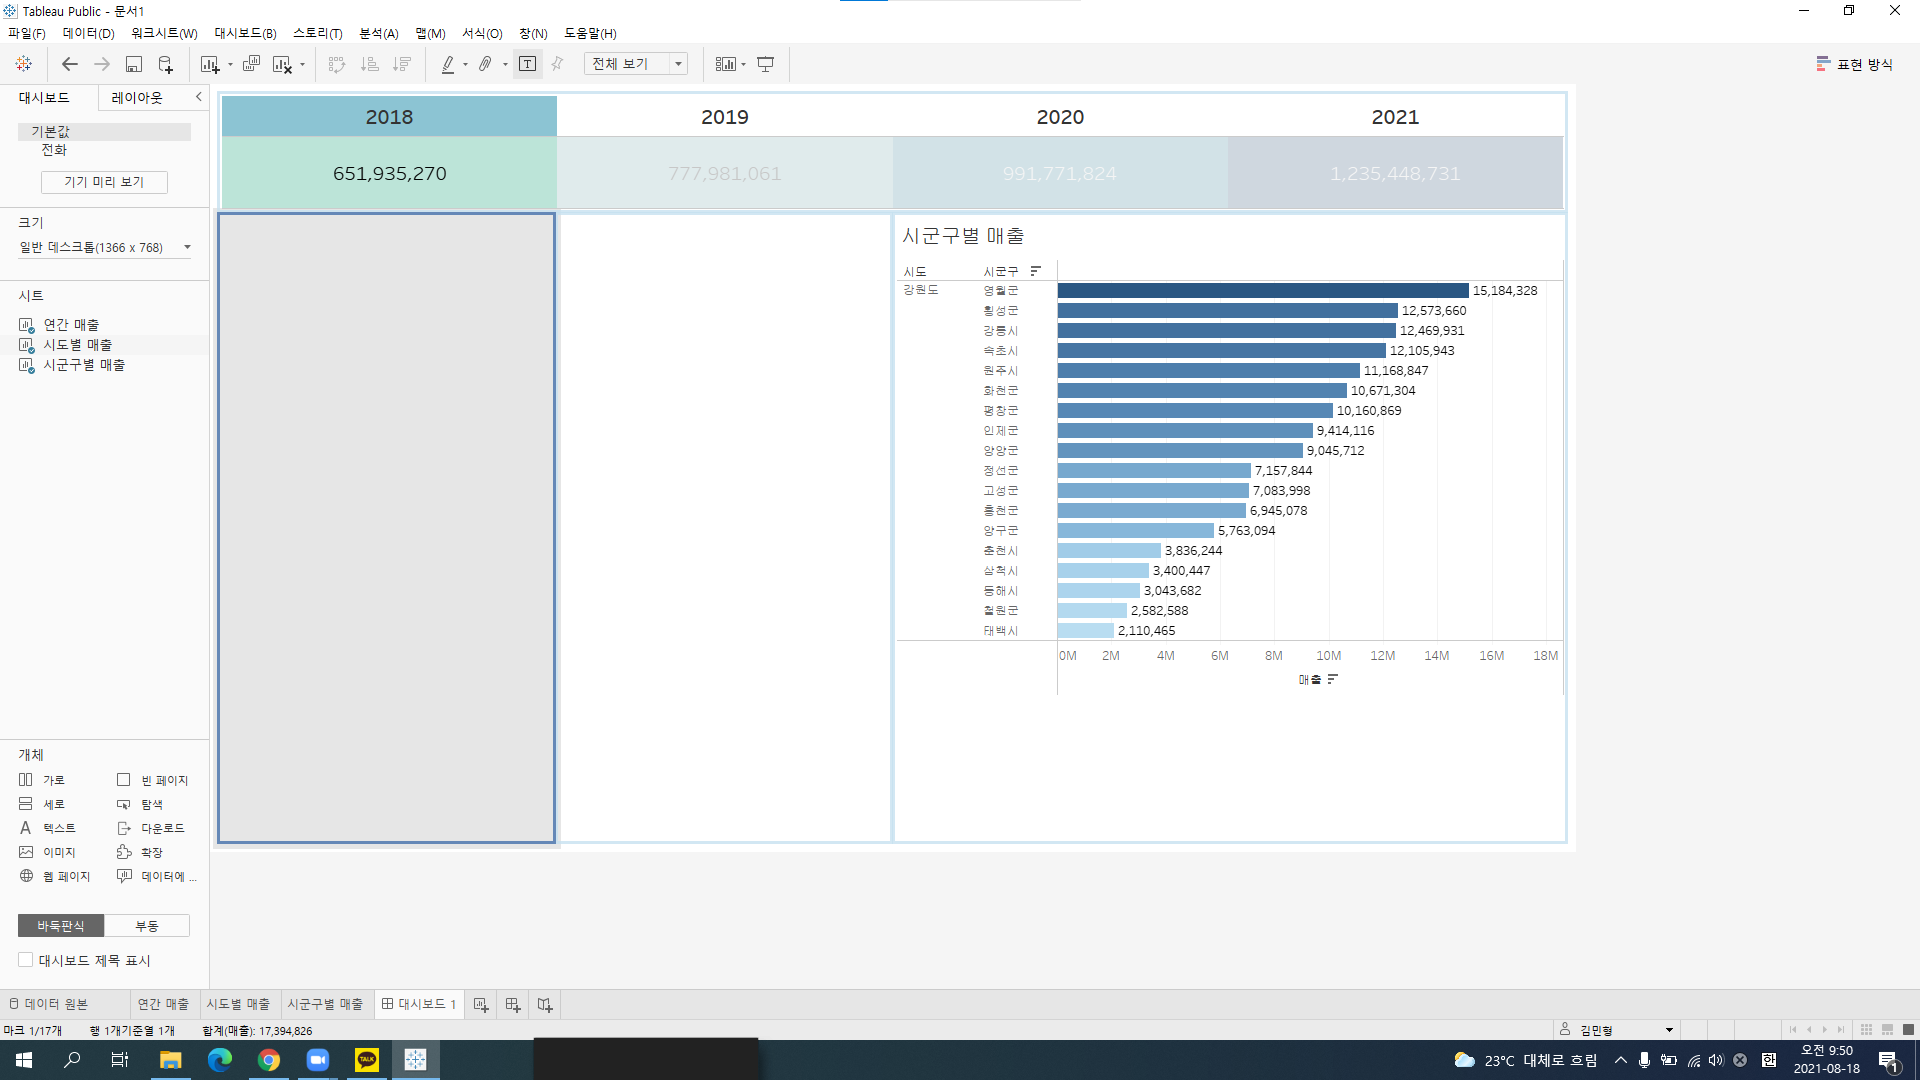 Tableau Public - 문서1
파일(F) 데이터(D) 워크시트(W) 대시보드(B) 스토리(T) 분석(A) 맵(M) 서식(O) 창(N) 도움말(H)
전체 보기
표현 방식
대시보드 레이아웃
기본값
전화
기기 미리 보기
크기
일반 데스크톱(1366 x 768)
시트
연간 매출
시도별 매출
시군구별 매출
2018 2019 2020 2021
651,935,270 777,981,061 991,771,824 1,235,448,731
시군구별 매출
시도 시군구
강원도 영월군 15,184,328
횡성군 12,573,660
강릉시 12,469,931
속초시 12,105,943
원주시 11,168,847
화천군 10,671,304
평창군 10,160,869
인제군 9,414,116
양양군 9,045,712
정선군 7,157,844
고성군 7,083,998
홍천군 6,945,078
양구군 5,763,094
춘천시 3,836,244
삼척시 3,400,447
동해시 3,043,682
철원군 2,582,588
태백시 2,110,465
0M 2M 4M 6M 8M 10M 12M 14M 16M 18M
매출
개체
가로 빈 페이지
세로 탐색
텍스트 다운로드
이미지 확장
웹 페이지 데이터에 ...
바둑판식 부동
대시보드 제목 표시
데이터 원본 연간 매출 시도별 매출 시군구별 매출 대시보드 1
마크 1/17개 행 1개기준열 1개 합계(매출): 17,394,826
김민형
TALK
23°C 대체로 흐림
한
오전 9:50
2021-08-18
1